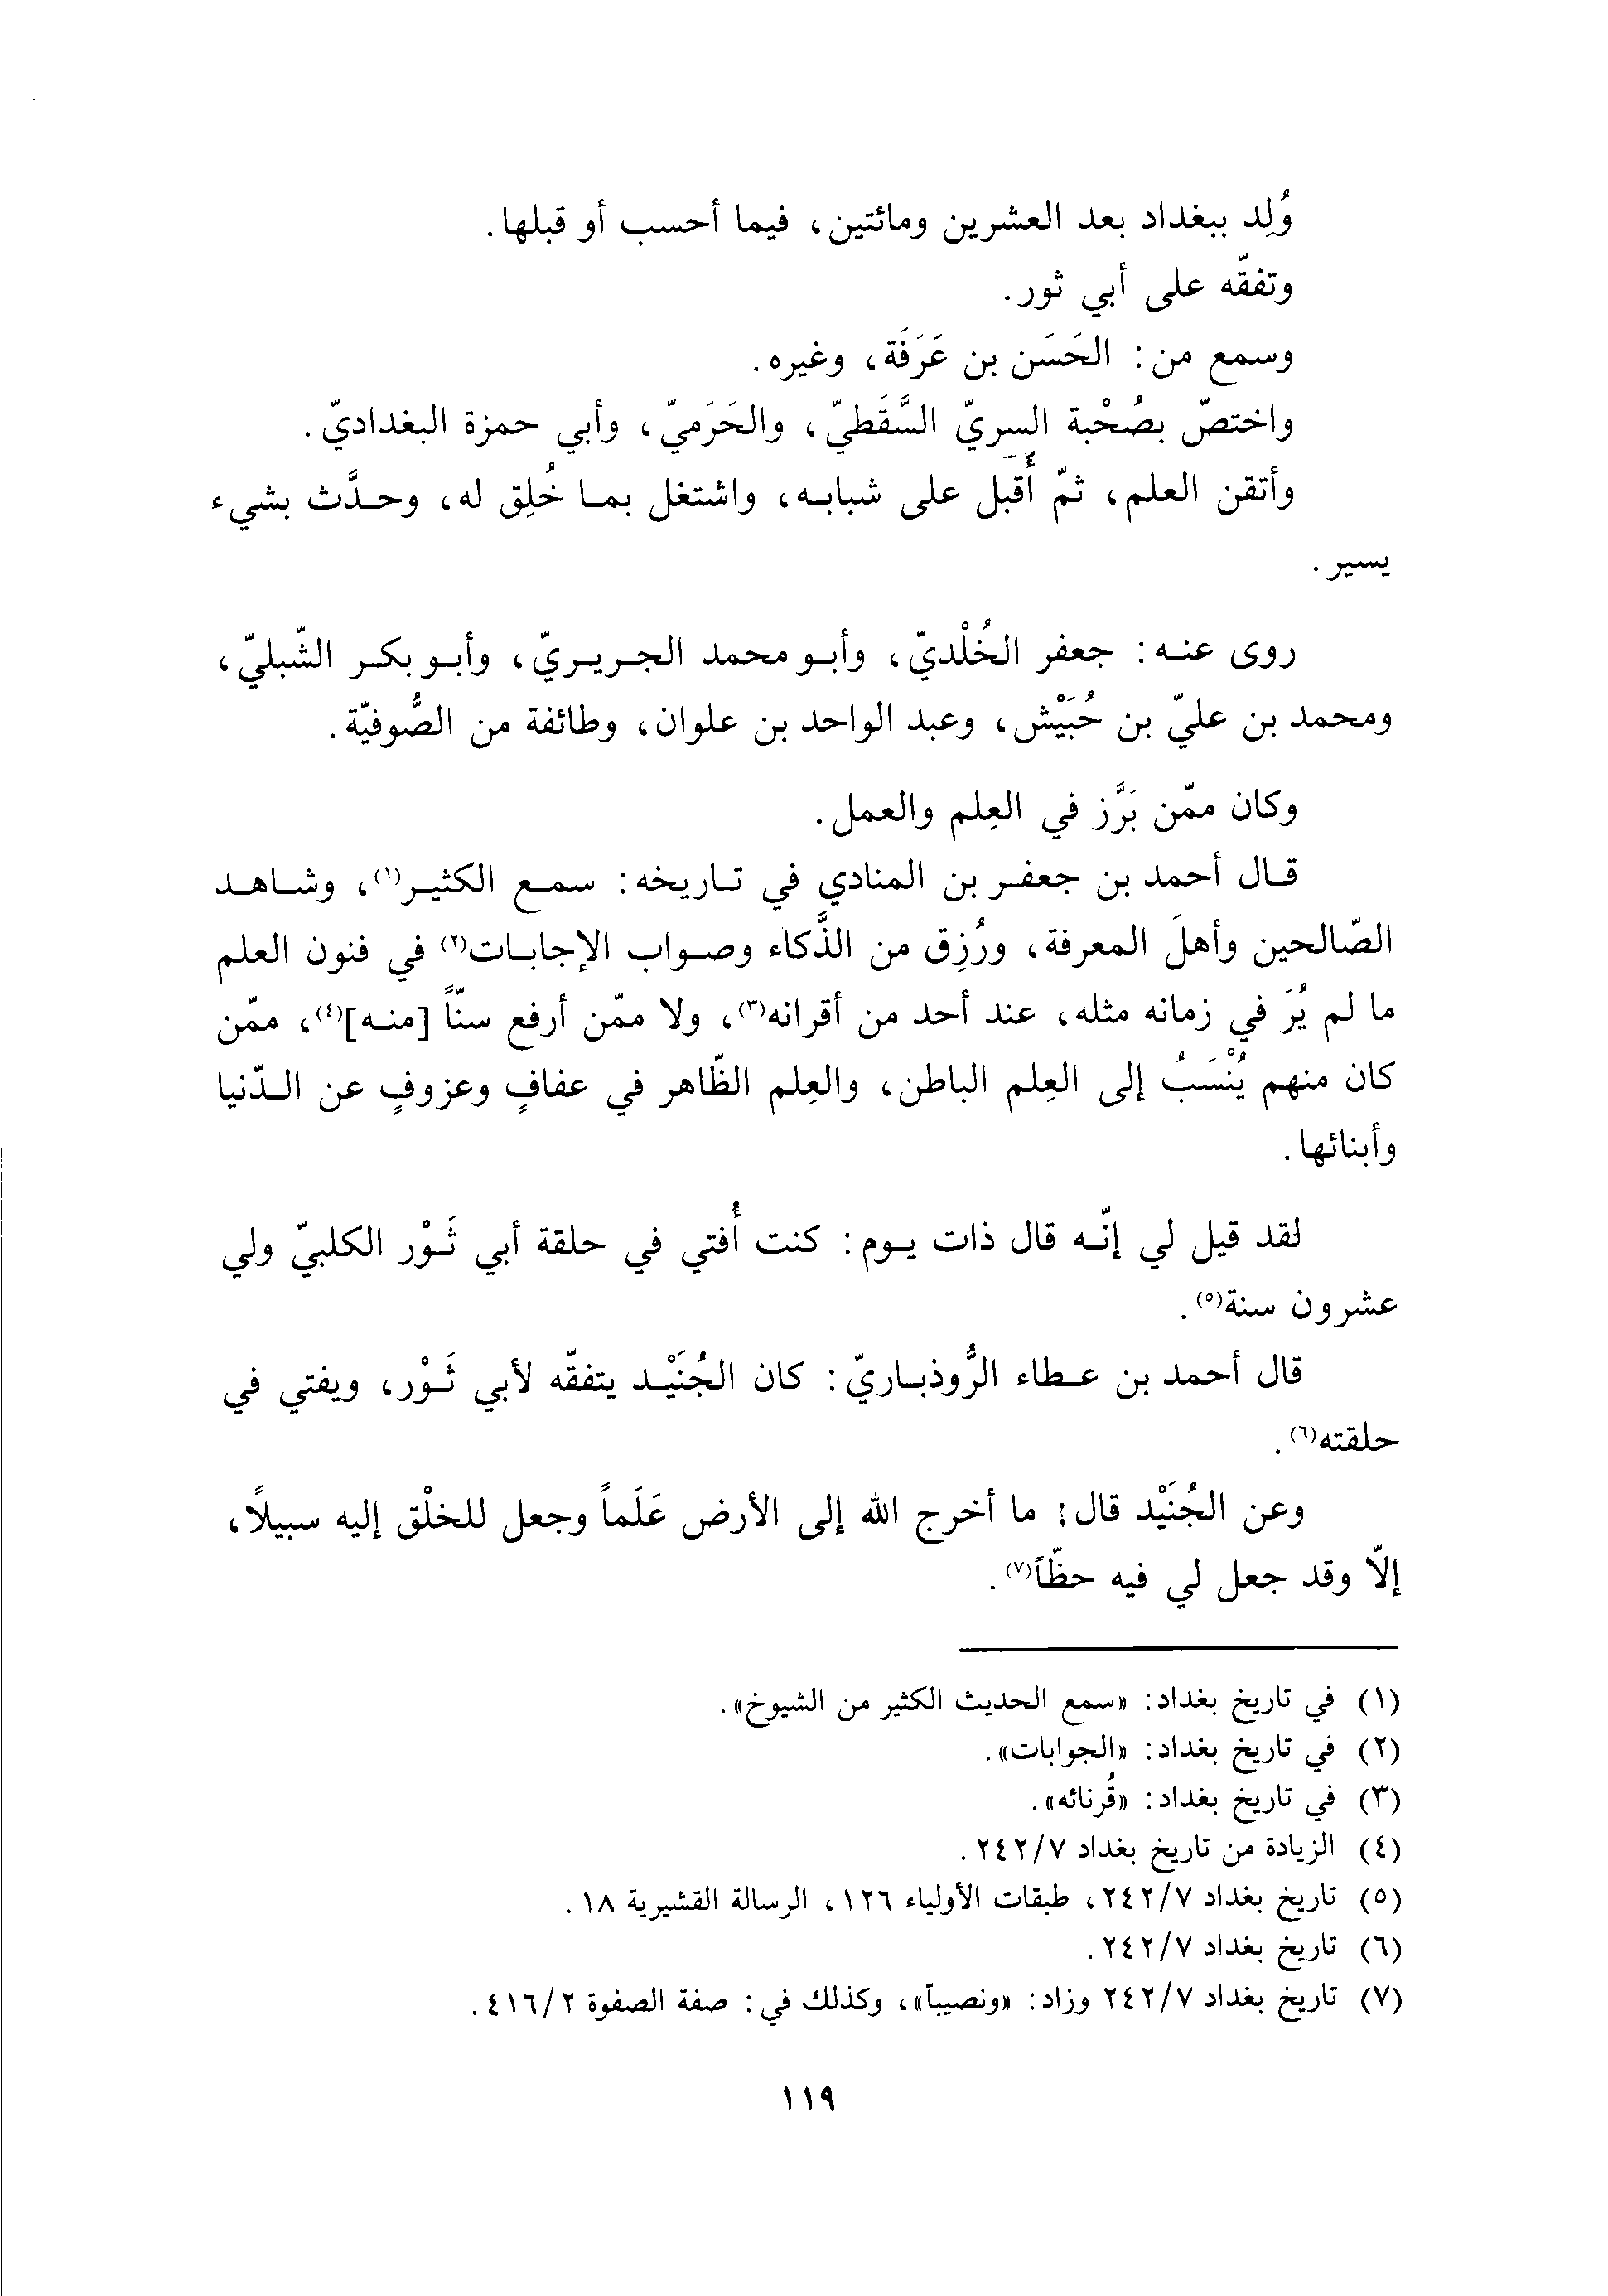 وُلِد ببغداد بعد العشرين ومائتين، فيما أحسب أو قبلها.
وتفقّه على أبي ثور.
وسمع من: الحَسَن بن عَرَفَة، وغيره.
واختصّ بصُحْبة السريّ السَّقَطيّ، والحَرَميّ، وأبي حمزة البغداديّ.
وأتقن العلم، ثمّ أَقبل على شبابه، واشتغل بما خُلِق له، وحدَّث بشيء
يسير.
روى عنه: جعفر الخُلْديّ، وأبو محمد الجريريّ، وأبو بكر الشّبليّ،
ومحمد بن عليّ بن حُبَيْش، وعبد الواحد بن علوان، وطائفة من الصُّوفيّة.
وكان ممّن بَرَّز في العِلم والعمل.
قال أحمد بن جعفر بن المنادي في تاريخه: سمع الكثير(١)، وشاهد
الصّالحين وأهلَ المعرفة، ورُزِق من الذَّكاء وصواب الإجابات(٢) في فنون العلم
ما لم يُرَ في زمانه مثله، عند أحد من أقرانه(٣)، ولا ممّن أرفع سنّاً [منه](٤)، ممّن
كان منهم يُنْسَبُ إلى العِلم الباطن، والعِلم الظّاهر في عفافٍ وعزوفٍ عن الدّنيا
وأبنائها.
لقد قيل لي إنّه قال ذات يوم: كنت أُفتي في حلقة أبي ثَوْر الكلبيّ ولي
عشرون سنة(٥).
قال أحمد بن عطاء الرُّوذباريّ: كان الجُنَيْد يتفقّه لأبي ثَوْر، ويفتي في
حلقته(٦).
وعن الجُنَيْد قال: ما أخرج الله إلى الأرض عَلَماً وجعل للخلْق إليه سبيلاً،
إلاّ وقد جعل لي فيه حظّاً(٧).
(١) في تاريخ بغداد: «سمع الحديث الكثير من الشيوخ».
(٢) في تاريخ بغداد: «الجوابات».
(٣) في تاريخ بغداد: «قُرنائه».
(٤) الزيادة من تاريخ بغداد ٢٤٢/٧.
(٥) تاريخ بغداد ٢٤٢/٧، طبقات الأولياء ١٢٦، الرسالة القشيرية ١٨.
(٦) تاريخ بغداد ٢٤٢/٧.
(٧) تاريخ بغداد ٢٤٢/٧ وزاد: «ونصيباً»، وكذلك في: صفة الصفوة ٤١٦/٢.
١١٩